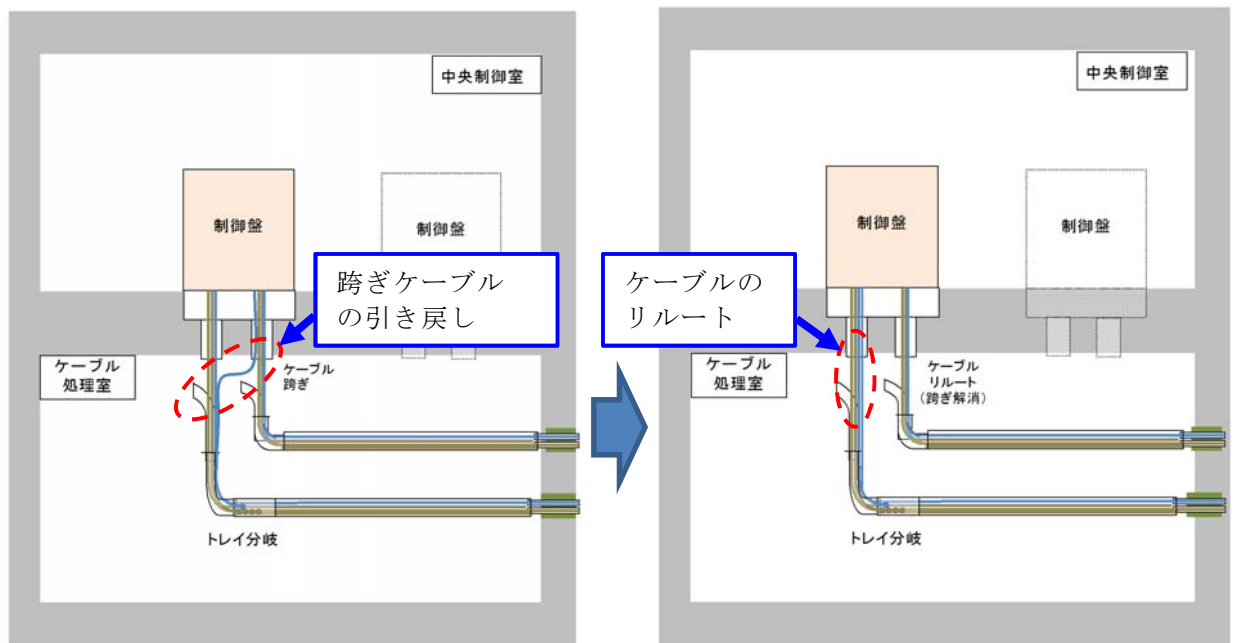 中央制御室
制御盤
制御盤
跨ぎケーブル
の引き戻し
ケーブル
処理室
ケーブル
跨ぎ
トレイ分岐
中央制御室
制御盤
制御盤
ケーブルの
リルート
ケーブル
処理室
ケーブル
リルート
(跨ぎ解消)
トレイ分岐